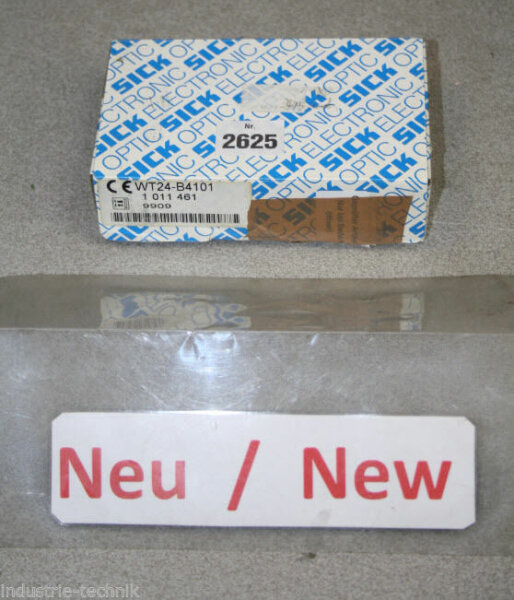 SICK OPTIC ELECTRONIC
Nr.
2625
CE WT24-B4101
1 011 461
9909
Neu / New
industrie-technik